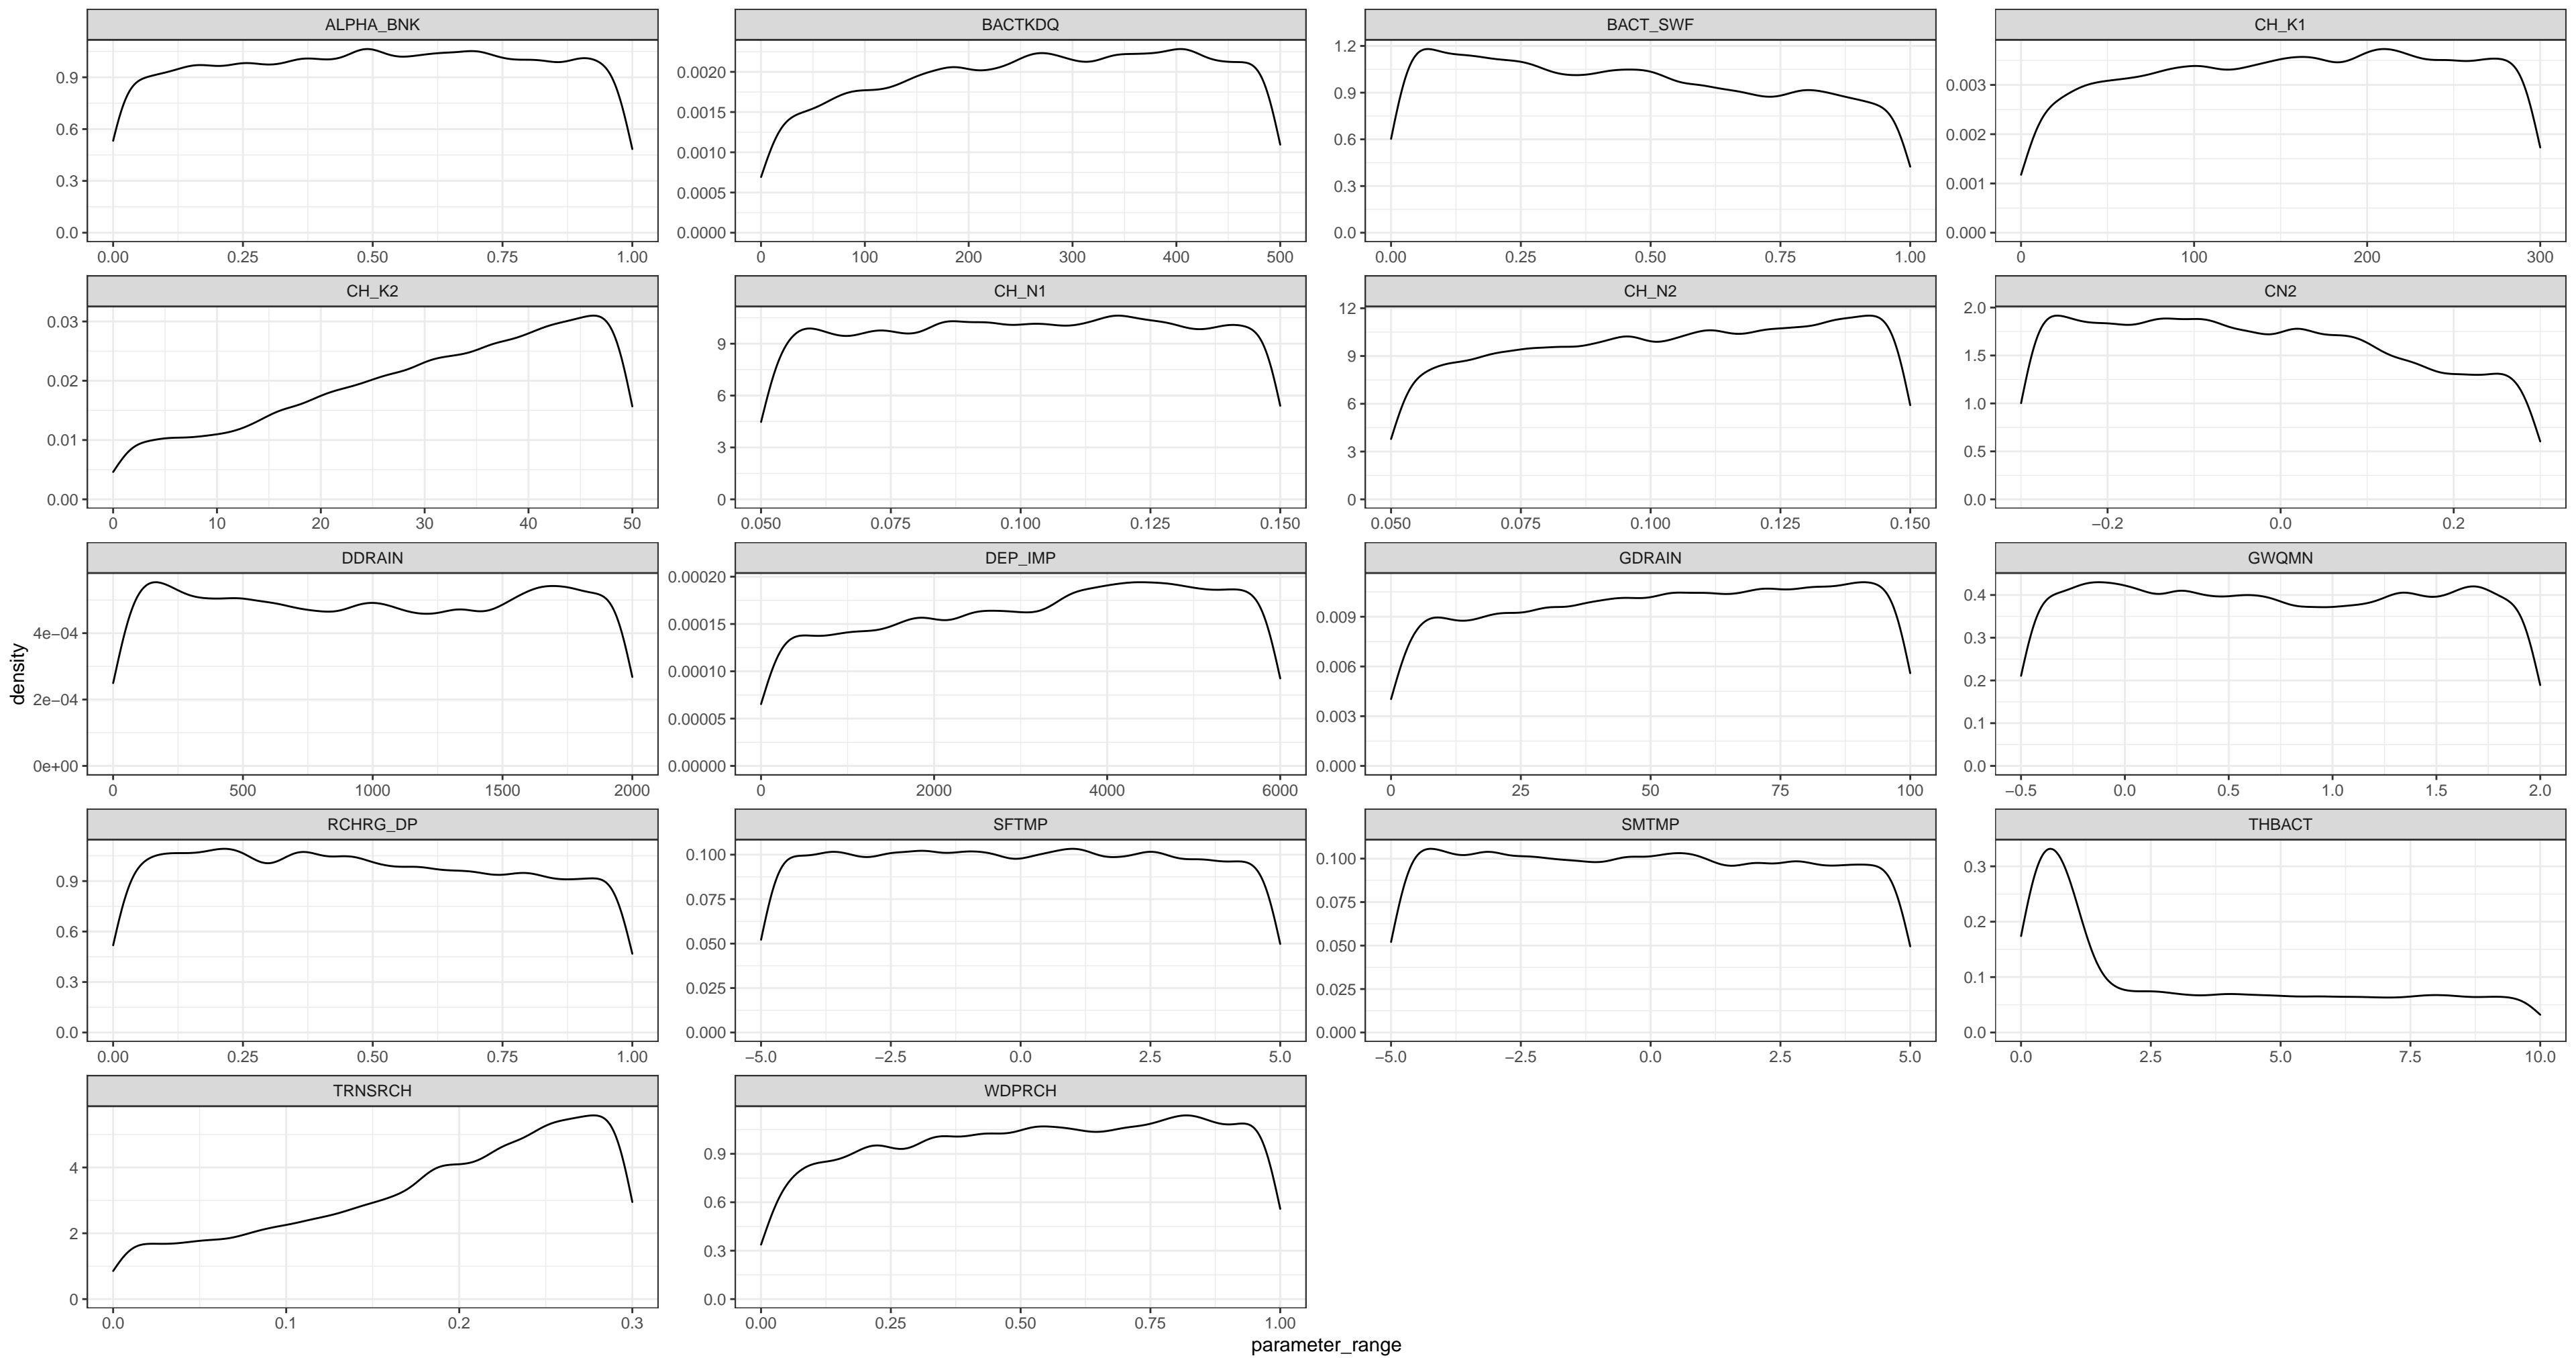 ALPHA_BNK BACTKDQ BACT_SWF CH_K1
0.9 0.6 0.3 0.0
0.0020 0.0015 0.0010 0.0005 0.0000
1.2 0.9 0.6 0.3 0.0
0.003 0.002 0.001 0.000
0.00 0.25 0.50 0.75 1.00 0 100 200 300 400 500 0.00 0.25 0.50 0.75 1.00 0 100 200 300
CH_K2 CH_N1 CH_N2 CN2
0.03 0.02 0.01 0.00
9 6 3 0
12 9 6 3 0
2.0 1.5 1.0 0.5 0.0
0 10 20 30 40 50 0.050 0.075 0.100 0.125 0.150 0.050 0.075 0.100 0.125 0.150 −0.2 0.0 0.2
DDRAIN DEP_IMP GDRAIN GWQMN
density
4e−04 2e−04 0e+00
0.00020 0.00015 0.00010 0.00005 0.00000
0.009 0.006 0.003 0.000
0.4 0.3 0.2 0.1 0.0
0 500 1000 1500 2000 0 2000 4000 6000 0 25 50 75 100 −0.5 0.0 0.5 1.0 1.5 2.0
RCHRG_DP SFTMP SMTMP THBACT
0.9 0.6 0.3 0.0
0.100 0.075 0.050 0.025 0.000
0.100 0.075 0.050 0.025 0.000
0.3 0.2 0.1 0.0
0.00 0.25 0.50 0.75 1.00 −5.0 −2.5 0.0 2.5 5.0 −5.0 −2.5 0.0 2.5 5.0 0.0 2.5 5.0 7.5 10.0
TRNSRCH WDPRCH
4 2 0
0.9 0.6 0.3 0.0
0.0 0.1 0.2 0.3 0.00 0.25 0.50 0.75 1.00
parameter_range